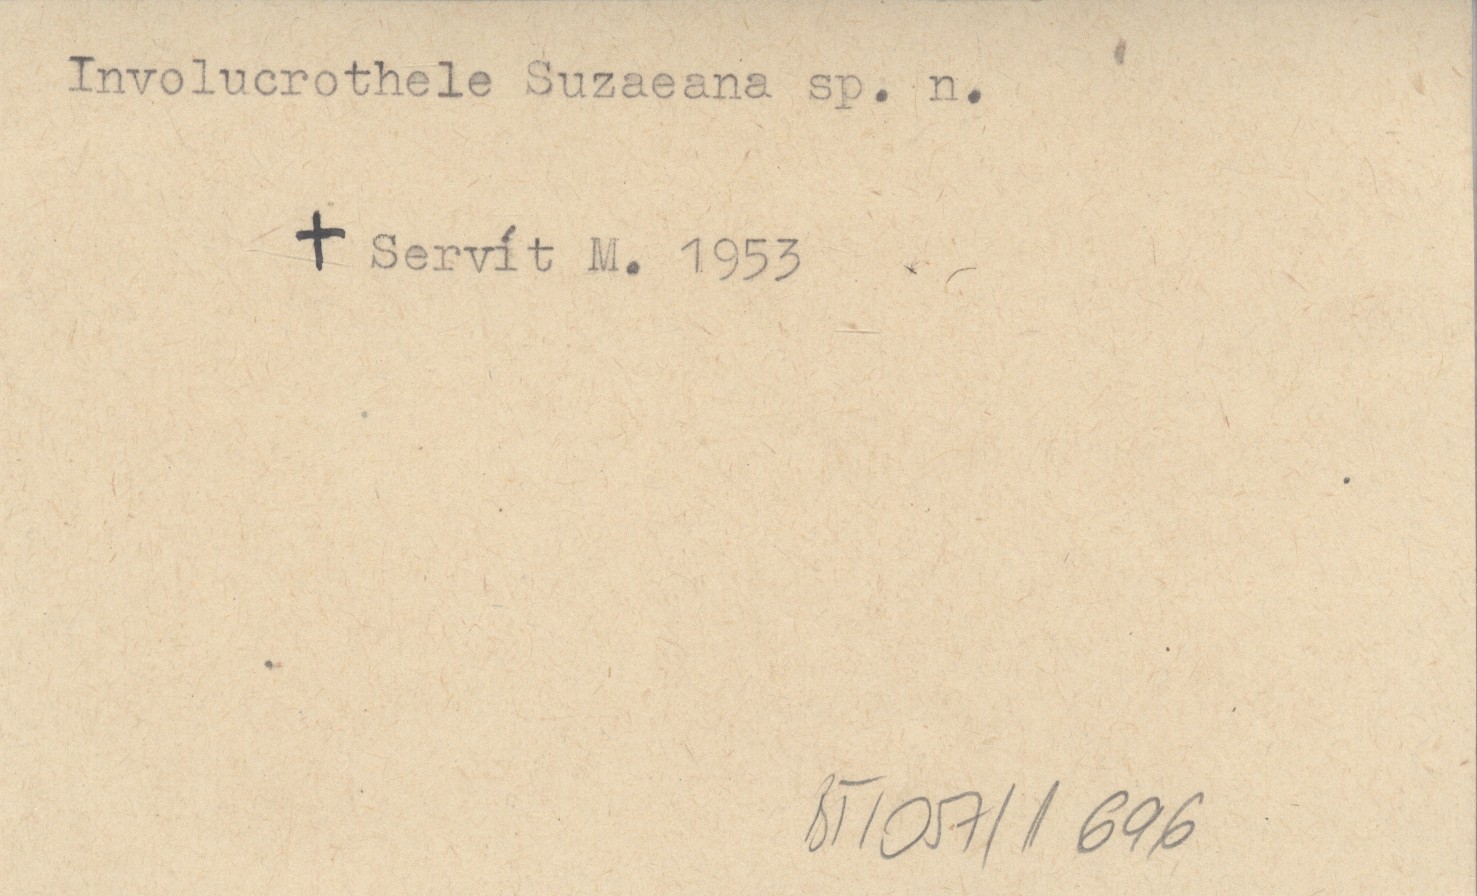 Involucrothele Suzaeana sp. n.
✝ Servít M. 1953
BT/057/1 696